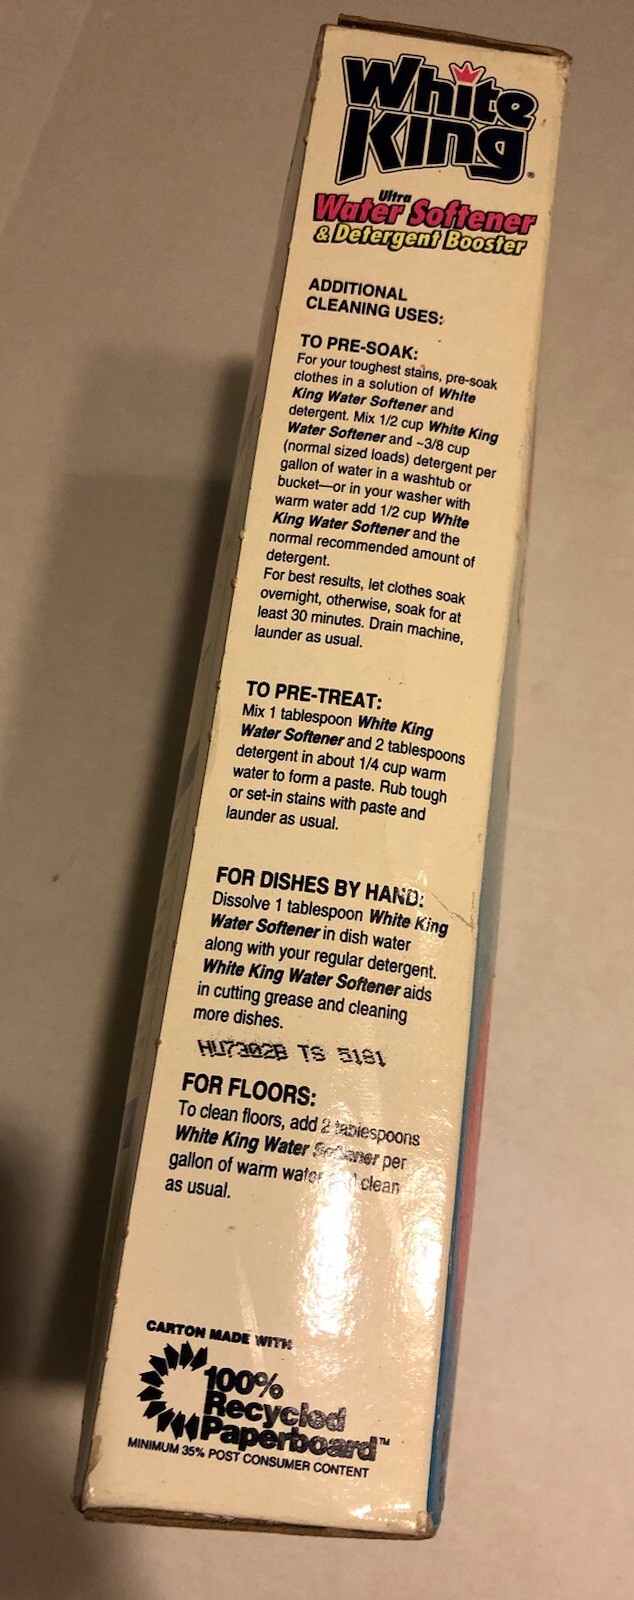 White
King®
Ultra
Water Softener
& Detergent Booster
ADDITIONAL
CLEANING USES:
TO PRE-SOAK:
For your toughest stains, pre-soak
clothes in a solution of White
King Water Softener and
detergent. Mix 1/2 cup White King
Water Softener and ~3/8 cup
(normal sized loads) detergent per
gallon of water in a washtub or
bucket—or in your washer with
warm water add 1/2 cup White
King Water Softener and the
normal recommended amount of
detergent.
For best results, let clothes soak
overnight, otherwise, soak for at
least 30 minutes. Drain machine,
launder as usual.
TO PRE-TREAT:
Mix 1 tablespoon White King
Water Softener and 2 tablespoons
detergent in about 1/4 cup warm
water to form a paste. Rub tough
or set-in stains with paste and
launder as usual.
FOR DISHES BY HAND:
Dissolve 1 tablespoon White King
Water Softener in dish water
along with your regular detergent.
White King Water Softener aids
in cutting grease and cleaning
more dishes.
HU7302B TS 5181
FOR FLOORS:
To clean floors, add 2 tablespoons
White King Water Softener per
gallon of warm water and clean
as usual.
CARTON MADE WITH
100%
Recycled
Paperboard™
MINIMUM 35% POST CONSUMER CONTENT